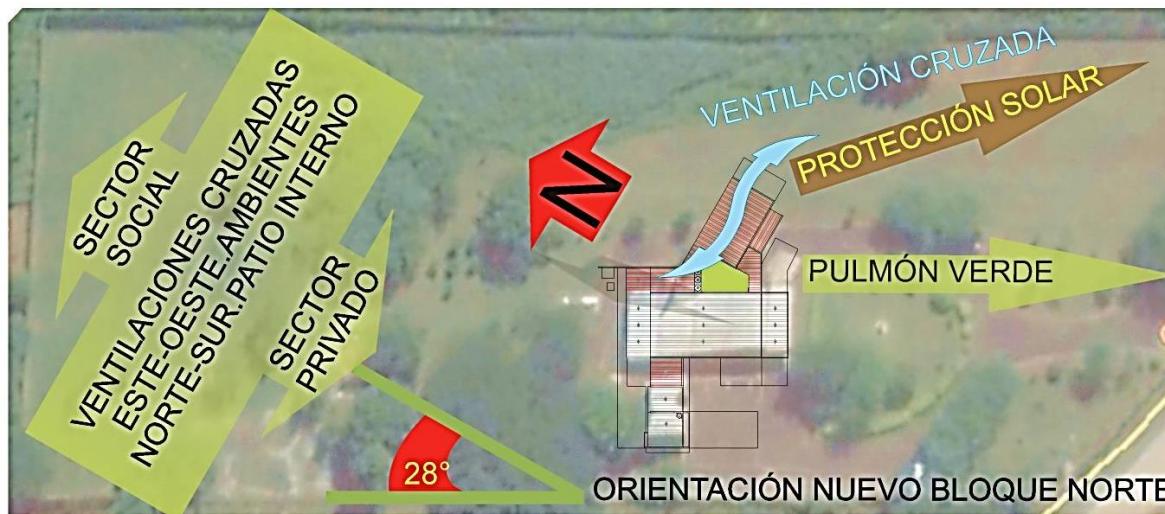 SECTOR
SOCIAL
VENTILACIONES CRUZADAS
ESTE-OESTE.AMBIENTES
NORTE-SUR.PATIO INTERNO
SECTOR
PRIVADO
28°
N
VENTILACIÓN CRUZADA
PROTECCIÓN SOLAR
PULMÓN VERDE
ORIENTACIÓN NUEVO BLOQUE NORTE